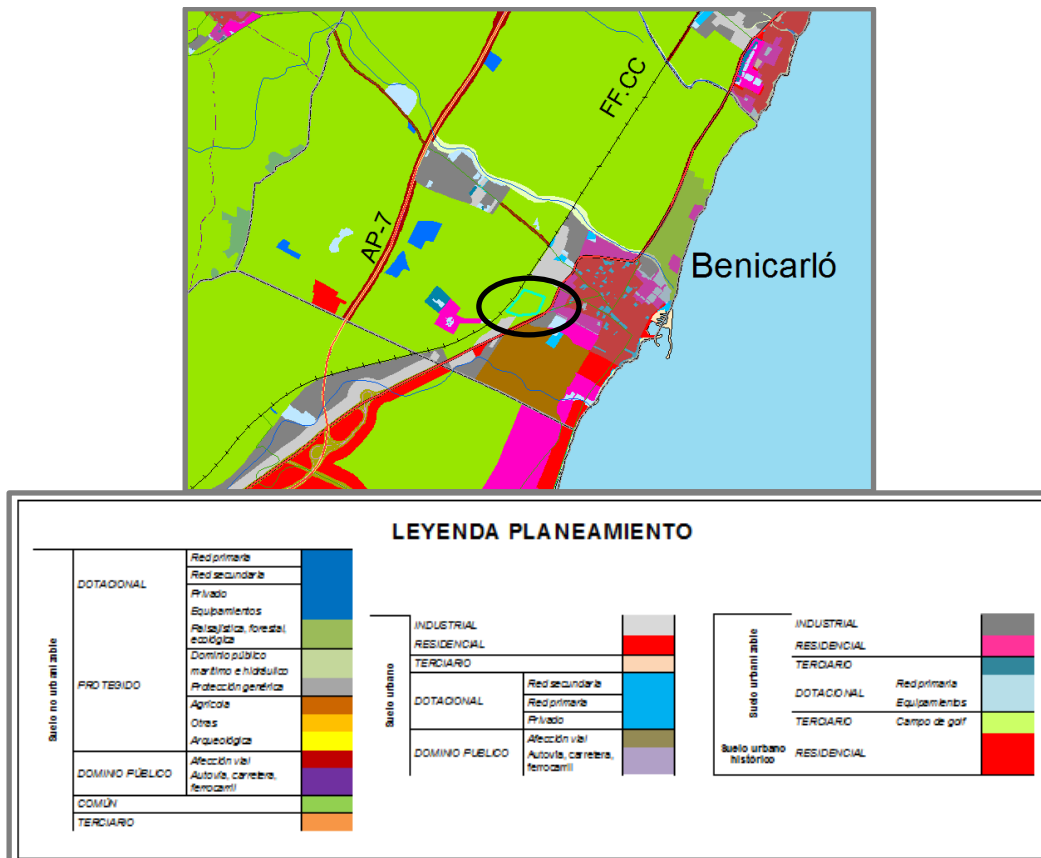 FF.CC
AP-7
Benicarló
LEYENDA PLANEAMIENTO
Suelo no urbanizable
DOTACIONAL
Red primaria
Red secundaria
Privado
Equipamientos
PROTEGIDO
Paisajística, forestal,
ecológica
Dominio público
marítimo e hidráulico
Protección genérica
Agrícola
Otras
Arqueológica
DOMINIO PÚBLICO
Afección vial
Autovía, carretera,
ferrocarril
COMÚN
TERCIARIO
Suelo urbano
INDUSTRIAL
RESIDENCIAL
TERCIARIO
DOTACIONAL
Red secundaria
Red primaria
Privado
DOMINIO PUBLICO
Afección vial
Autovía, carretera,
ferrocarril
Suelo urbanizable
INDUSTRIAL
RESIDENCIAL
TERCIARIO
DOTACIONAL
Red primaria
Equipamientos
TERCIARIO
Campo de golf
Suelo urbano
histórico
RESIDENCIAL